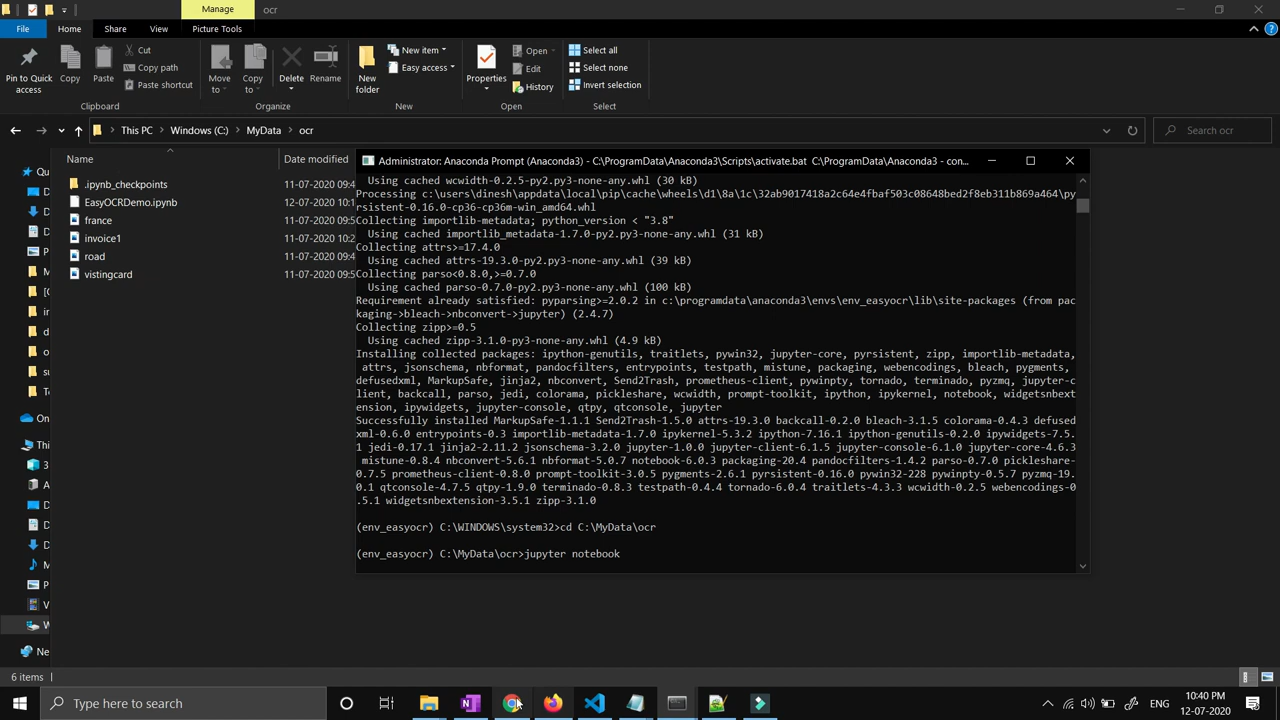 Manage
ocr
File
Home
Share
View
Picture Tools
Pin to Quick access
Copy
Paste
Cut
Copy path
Paste shortcut
Clipboard
Move to
Copy to
Delete
Rename
Organize
New folder
New item
Easy access
New
Properties
Open
Edit
History
Open
Select all
Select none
Invert selection
Select
This PC
Windows (C:)
MyData
ocr
Search ocr
Name
Date modified
.ipynb_checkpoints
11-07-2020 09:4
EasyOCRDemo.ipynb
12-07-2020 10:1
france
11-07-2020 09:5
invoice1
11-07-2020 10:2
road
11-07-2020 09:4
vistingcard
11-07-2020 09:5
Administrator: Anaconda Prompt (Anaconda3) - C:\ProgramData\Anaconda3\Scripts\activate.bat C:\ProgramData\Anaconda3 - con...
Using cached wcwidth-0.2.5-py2.py3-none-any.whl (30 kB)
Processing c:\users\dinesh\appdata\local\pip\cache\wheels\d1\8a\1c\32ab9017418a2c64e4fbaf503c08648bed2f8eb311b869a464\py
rsistent-0.16.0-cp36-cp36m-win_amd64.whl
Collecting importlib-metadata; python_version < "3.8"
Using cached importlib_metadata-1.7.0-py2.py3-none-any.whl (31 kB)
Collecting attrs>=17.4.0
Using cached attrs-19.3.0-py2.py3-none-any.whl (39 kB)
Collecting parso<0.8.0,>=0.7.0
Using cached parso-0.7.0-py2.py3-none-any.whl (100 kB)
Requirement already satisfied: pyparsing>=2.0.2 in c:\programdata\anaconda3\envs\env_easyocr\lib\site-packages (from pac
kaging->bleach->nbconvert->jupyter) (2.4.7)
Collecting zipp>=0.5
Using cached zipp-3.1.0-py3-none-any.whl (4.9 kB)
Installing collected packages: ipython-genutils, traitlets, pywin32, jupyter-core, pyrsistent, zipp, importlib-metadata,
attrs, jsonschema, nbformat, pandocfilters, entrypoints, testpath, mistune, packaging, webencodings, bleach, pygments,
defusedxml, MarkupSafe, jinja2, nbconvert, Send2Trash, prometheus-client, pywinpty, tornado, terminado, pyzmq, jupyter-c
lient, backcall, parso, jedi, colorama, pickleshare, wcwidth, prompt-toolkit, ipython, ipykernel, notebook, widgetsnbext
ension, ipywidgets, jupyter-console, qtpy, qtconsole, jupyter
Successfully installed MarkupSafe-1.1.1 Send2Trash-1.5.0 attrs-19.3.0 backcall-0.2.0 bleach-3.1.5 colorama-0.4.3 defused
xml-0.6.0 entrypoints-0.3 importlib-metadata-1.7.0 ipykernel-5.3.2 ipython-7.16.1 ipython-genutils-0.2.0 ipywidgets-7.5.
1 jedi-0.17.1 jinja2-2.11.2 jsonschema-3.2.0 jupyter-1.0.0 jupyter-client-6.1.5 jupyter-console-6.1.0 jupyter-core-4.6.3
mistune-0.8.4 nbconvert-5.6.1 nbformat-5.0.7 notebook-6.0.3 packaging-20.4 pandocfilters-1.4.2 parso-0.7.0 pickleshare-
0.7.5 prometheus-client-0.8.0 prompt-toolkit-3.0.5 pygments-2.6.1 pyrsistent-0.16.0 pywin32-228 pywinpty-0.5.7 pyzmq-19.
0.1 qtconsole-4.7.5 qtpy-1.9.0 terminado-0.8.3 testpath-0.4.4 tornado-6.0.4 traitlets-4.3.3 wcwidth-0.2.5 webencodings-0
.5.1 widgetsnbextension-3.5.1 zipp-3.1.0
(env_easyocr) C:\WINDOWS\system32>cd C:\MyData\ocr
(env_easyocr) C:\MyData\ocr>jupyter notebook
6 items
Type here to search
ENG
10:40 PM
12-07-2020